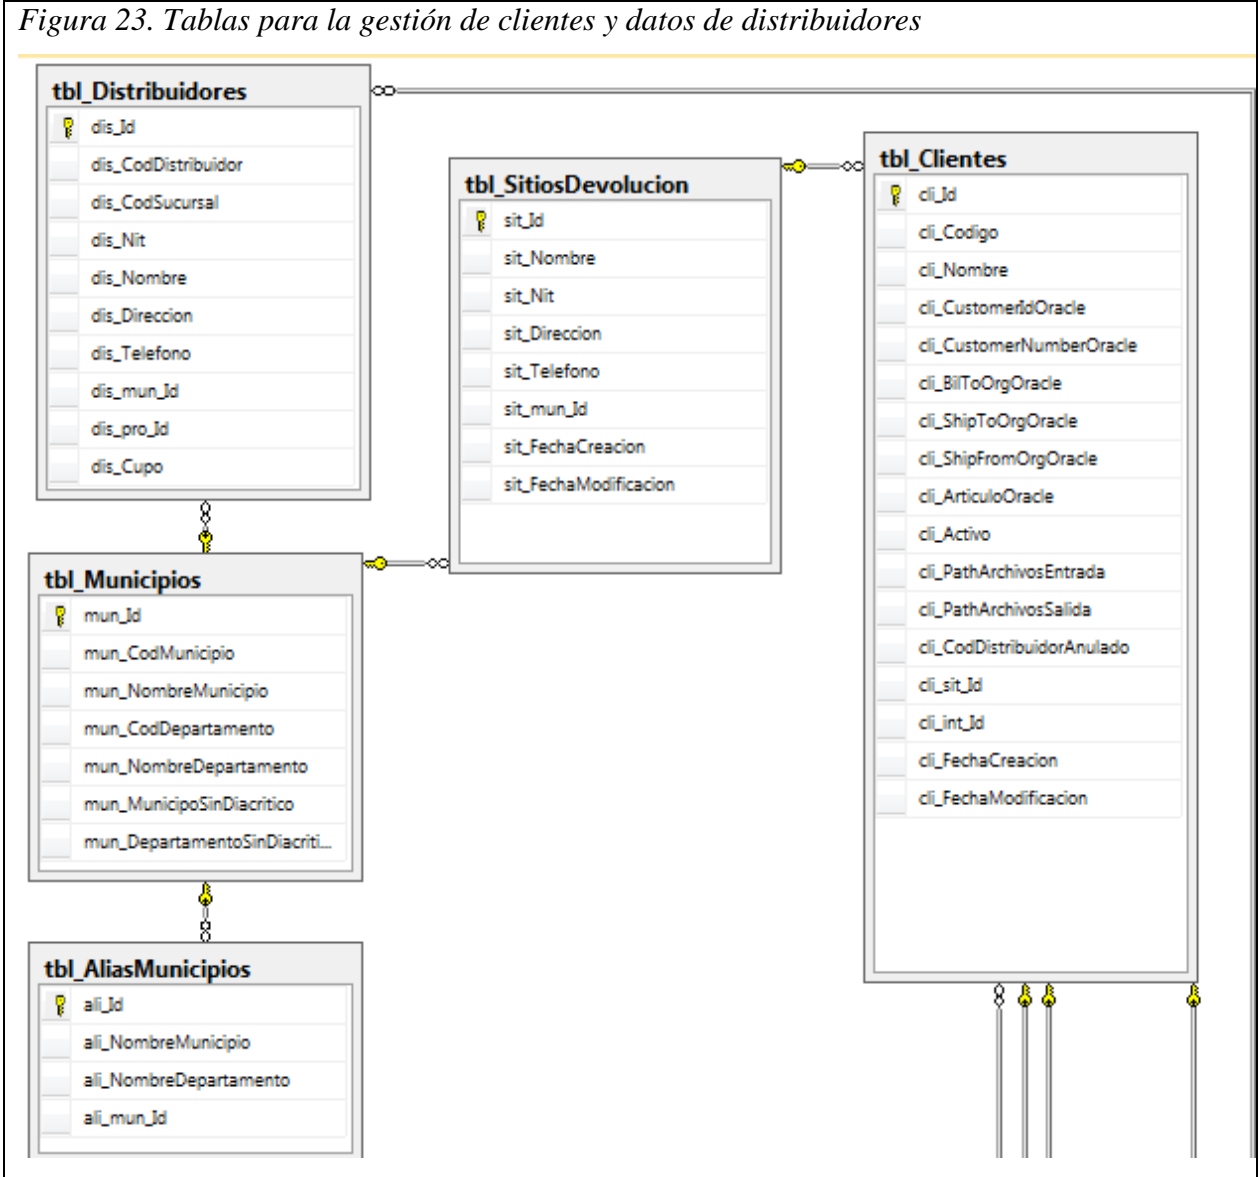 Figura 23. Tablas para la gestión de clientes y datos de distribuidores
tbl_Distribuidores
dis_Id
dis_CodDistribuidor
dis_CodSucursal
dis_Nit
dis_Nombre
dis_Direccion
dis_Telefono
dis_mun_Id
dis_pro_Id
dis_Cupo
tbl_SitiosDevolucion
sit_Id
sit_Nombre
sit_Nit
sit_Direccion
sit_Telefono
sit_mun_Id
sit_FechaCreacion
sit_FechaModificacion
tbl_Clientes
cli_Id
cli_Codigo
cli_Nombre
cli_CustomerIdOracle
cli_CustomerNumberOracle
cli_BilToOrgOracle
cli_ShipToOrgOracle
cli_ShipFromOrgOracle
cli_ArticuloOracle
cli_Activo
cli_PathArchivosEntrada
cli_PathArchivosSalida
cli_CodDistribuidorAnulado
cli_sit_Id
cli_int_Id
cli_FechaCreacion
cli_FechaModificacion
tbl_Municipios
mun_Id
mun_CodMunicipio
mun_NombreMunicipio
mun_CodDepartamento
mun_NombreDepartamento
mun_MunicipoSinDiacritico
mun_DepartamentoSinDiacriti...
tbl_AliasMunicipios
ali_Id
ali_NombreMunicipio
ali_NombreDepartamento
ali_mun_Id